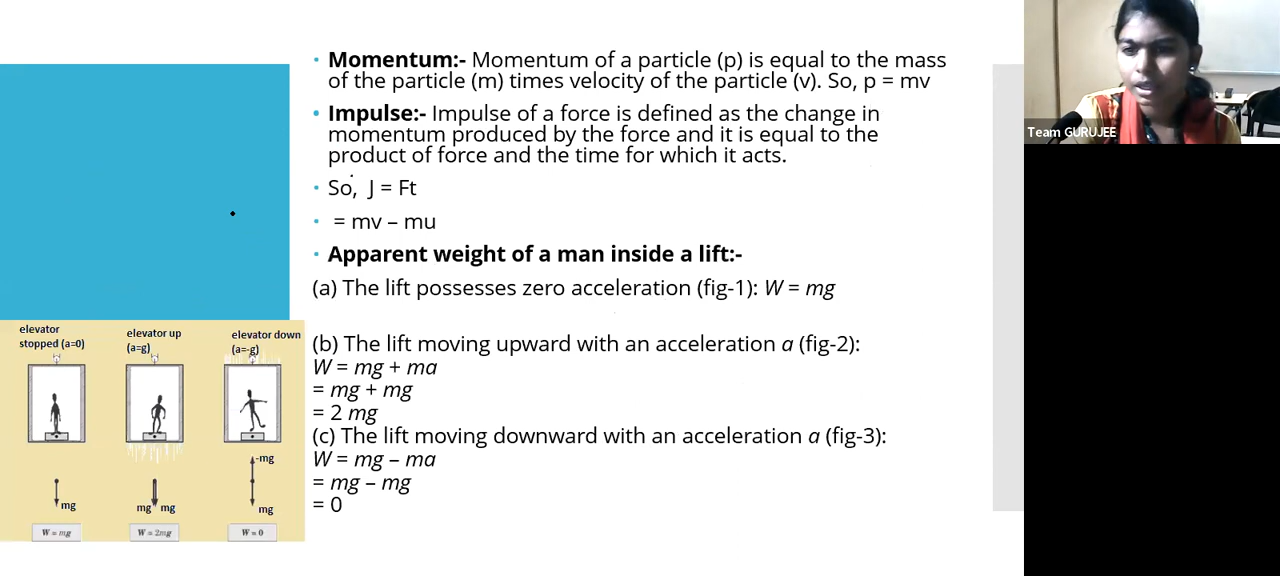 • Momentum:- Momentum of a particle (p) is equal to the mass
of the particle (m) times velocity of the particle (v). So, p = mv
• Impulse:- Impulse of a force is defined as the change in
momentum produced by the force and it is equal to the
product of force and the time for which it acts.
• So, J = Ft
• = mv – mu
• Apparent weight of a man inside a lift:-
(a) The lift possesses zero acceleration (fig-1): W = mg
(b) The lift moving upward with an acceleration a (fig-2):
W = mg + ma
= mg + mg
= 2 mg
(c) The lift moving downward with an acceleration a (fig-3):
W = mg – ma
= mg – mg
= 0
elevator
stopped (a=0)
elevator up
(a=g)
elevator down
(a=-g)
mg
mg mg
-mg
mg
W = mg
W = 2mg
W = 0
Team GURUJEE